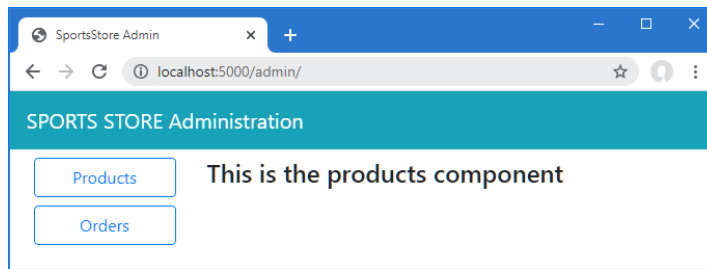 SportsStore Admin
localhost:5000/admin/
SPORTS STORE Administration
Products
This is the products component
Orders